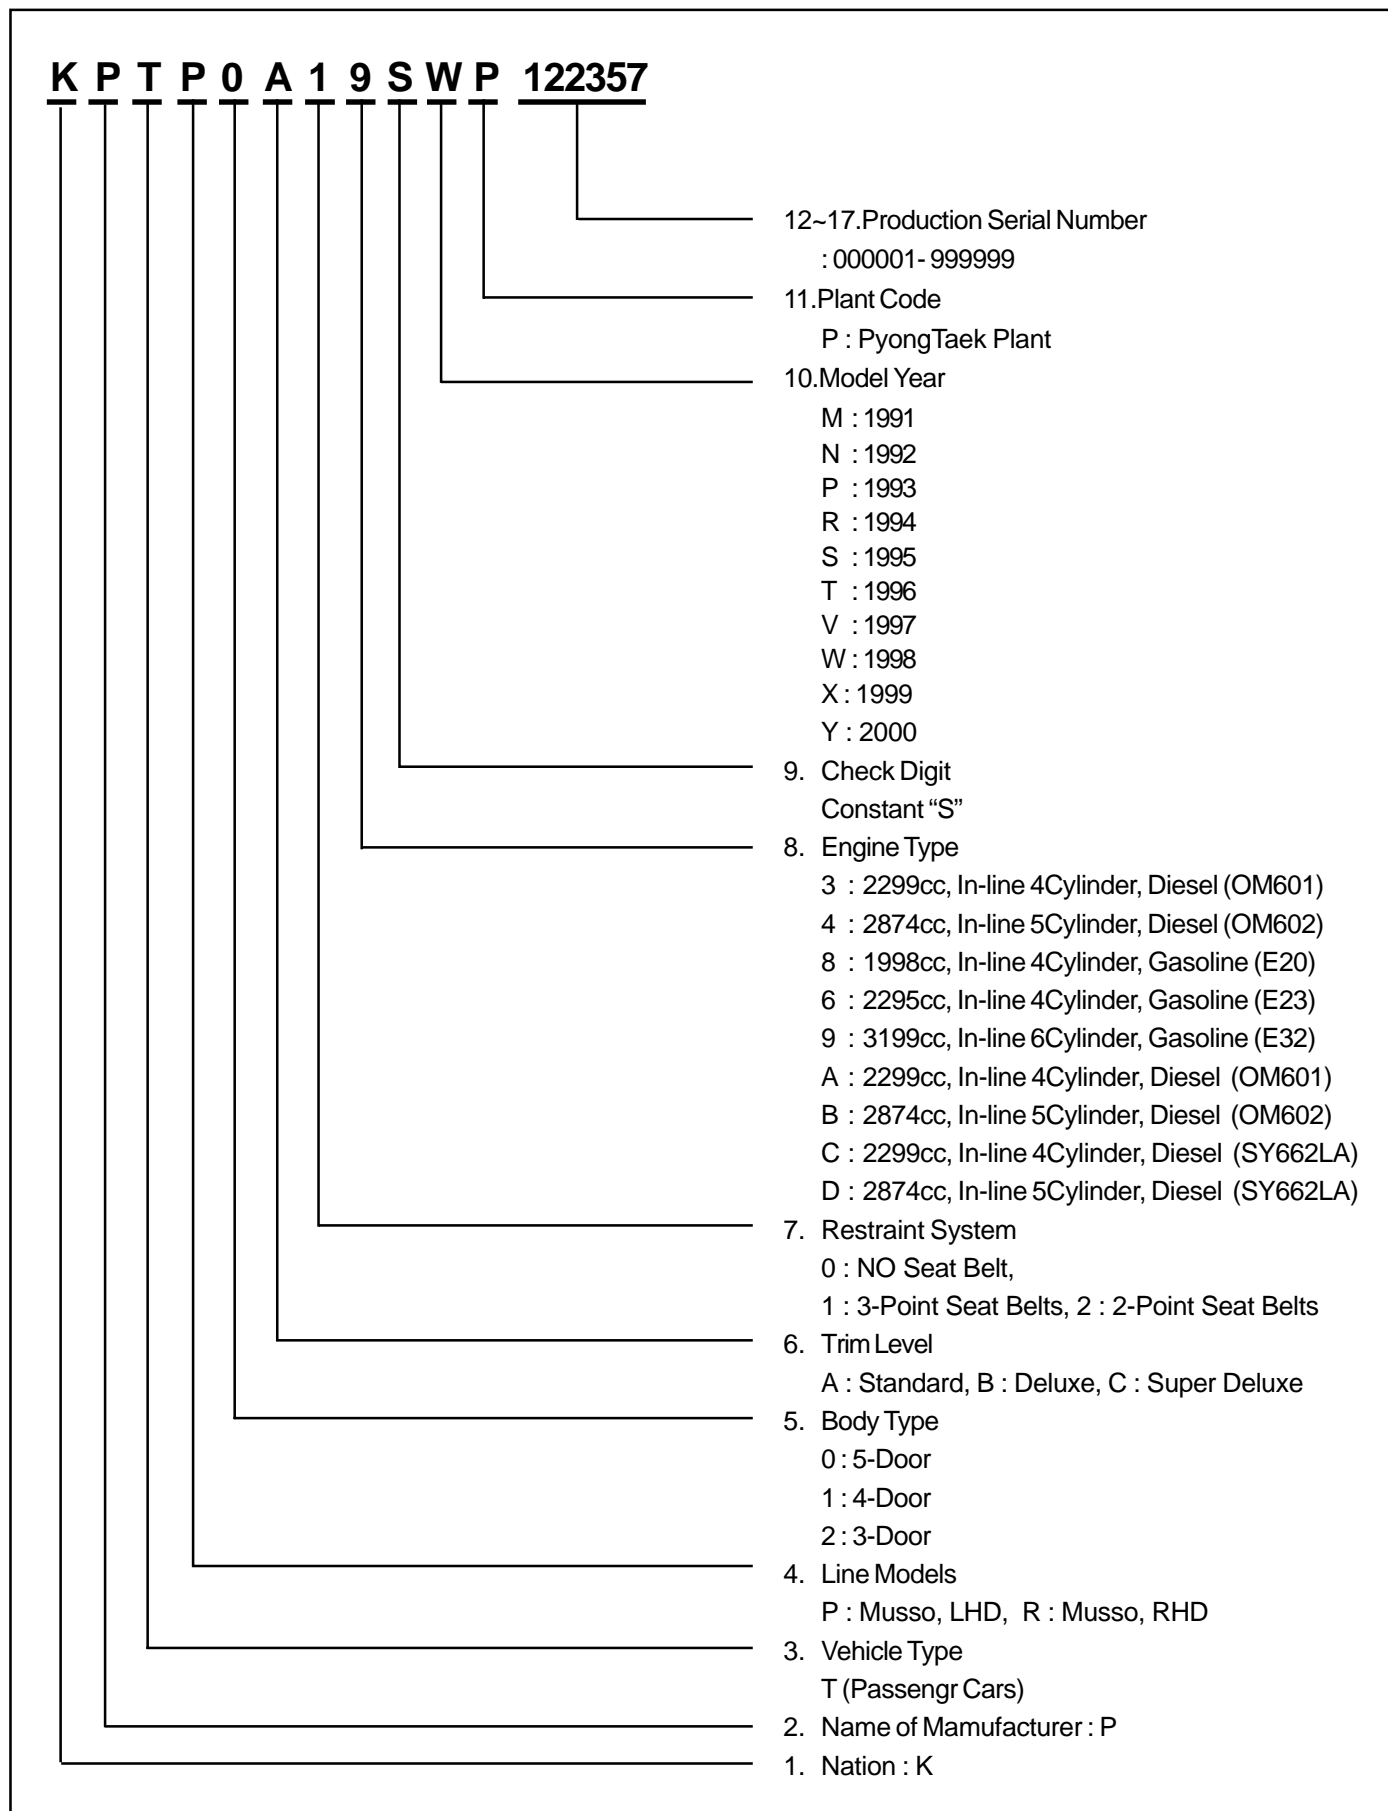 K P T P 0 A 1 9 S W P 122357
12~17.Production Serial Number
: 000001- 999999
11.Plant Code
P : PyongTaek Plant
10.Model Year
M : 1991
N : 1992
P : 1993
R : 1994
S : 1995
T : 1996
V : 1997
W : 1998
X : 1999
Y : 2000
9. Check Digit
Constant “S”
8. Engine Type
3 : 2299cc, In-line 4Cylinder, Diesel (OM601)
4 : 2874cc, In-line 5Cylinder, Diesel (OM602)
8 : 1998cc, In-line 4Cylinder, Gasoline (E20)
6 : 2295cc, In-line 4Cylinder, Gasoline (E23)
9 : 3199cc, In-line 6Cylinder, Gasoline (E32)
A : 2299cc, In-line 4Cylinder, Diesel (OM601)
B : 2874cc, In-line 5Cylinder, Diesel (OM602)
C : 2299cc, In-line 4Cylinder, Diesel (SY662LA)
D : 2874cc, In-line 5Cylinder, Diesel (SY662LA)
7. Restraint System
0 : NO Seat Belt,
1 : 3-Point Seat Belts, 2 : 2-Point Seat Belts
6. Trim Level
A : Standard, B : Deluxe, C : Super Deluxe
5. Body Type
0 : 5-Door
1 : 4-Door
2 : 3-Door
4. Line Models
P : Musso, LHD, R : Musso, RHD
3. Vehicle Type
T (Passengr Cars)
2. Name of Mamufacturer : P
1. Nation : K